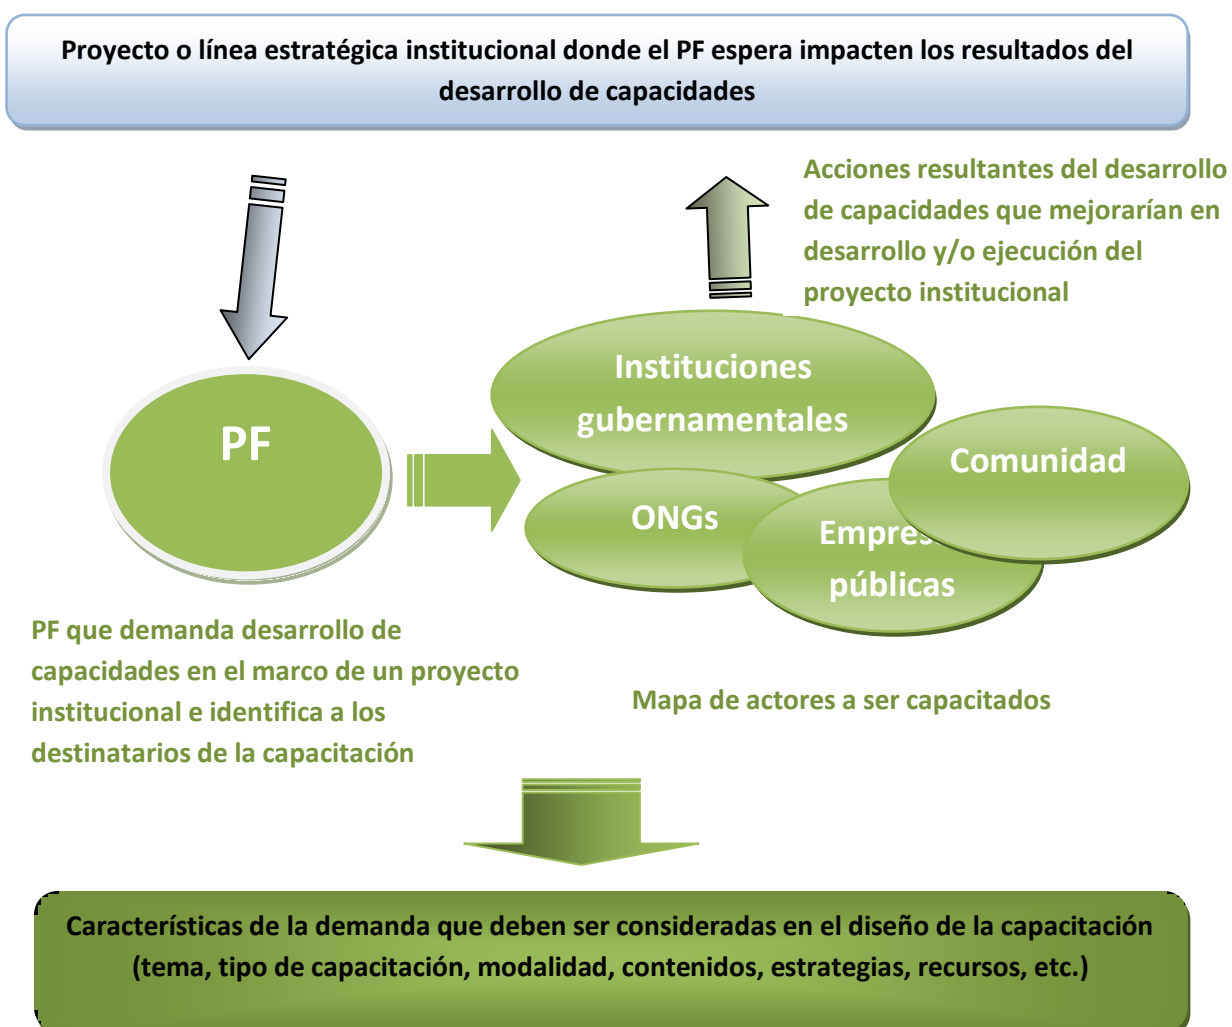 Proyecto o línea estratégica institucional donde el PF espera impacten los resultados del
desarrollo de capacidades
Acciones resultantes del desarrollo
de capacidades que mejorarían en
desarrollo y/o ejecución del
proyecto institucional
Instituciones
gubernamentales
PF
Comunidad
ONGs
públicas
PF que demanda desarrollo de
capacidades en el marco de un proyecto
institucional e identifica a los
destinatarios de la capacitación
Mapa de actores a ser capacitados
Características de la demanda que deben ser consideradas en el diseño de la capacitación
(tema, tipo de capacitación, modalidad, contenidos, estrategias, recursos, etc.)